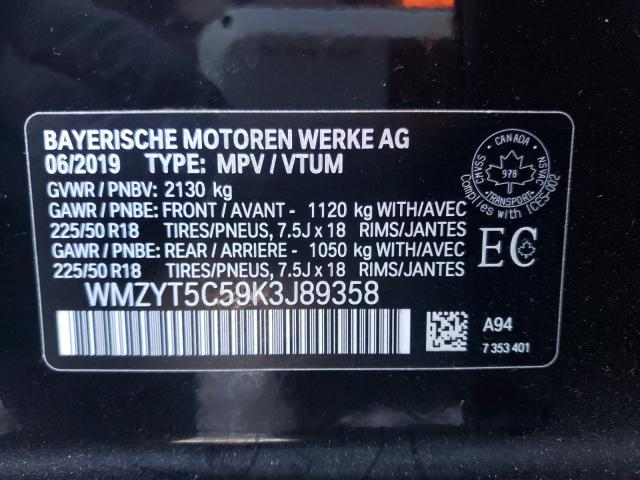 BAYERISCHE MOTOREN WERKE AG
06/2019 TYPE: MPV / VTUM
GVWR / PNBV: 2130 kg
GAWR / PNBE: FRONT / AVANT - 1120 kg WITH/AVEC
225/50 R18 TIRES/PNEUS, 7.5J x 18 RIMS/JANTES
GAWR / PNBE: REAR / ARRIERE - 1050 kg WITH/AVEC
225/50 R18 TIRES/PNEUS, 7.5J x 18 RIMS/JANTES
WMZYT5C59K3J89358
CANADA
CMVSS
NSVAC
978
TRANSPORT
Complies with ICES-002
EC
A94
7 353 401